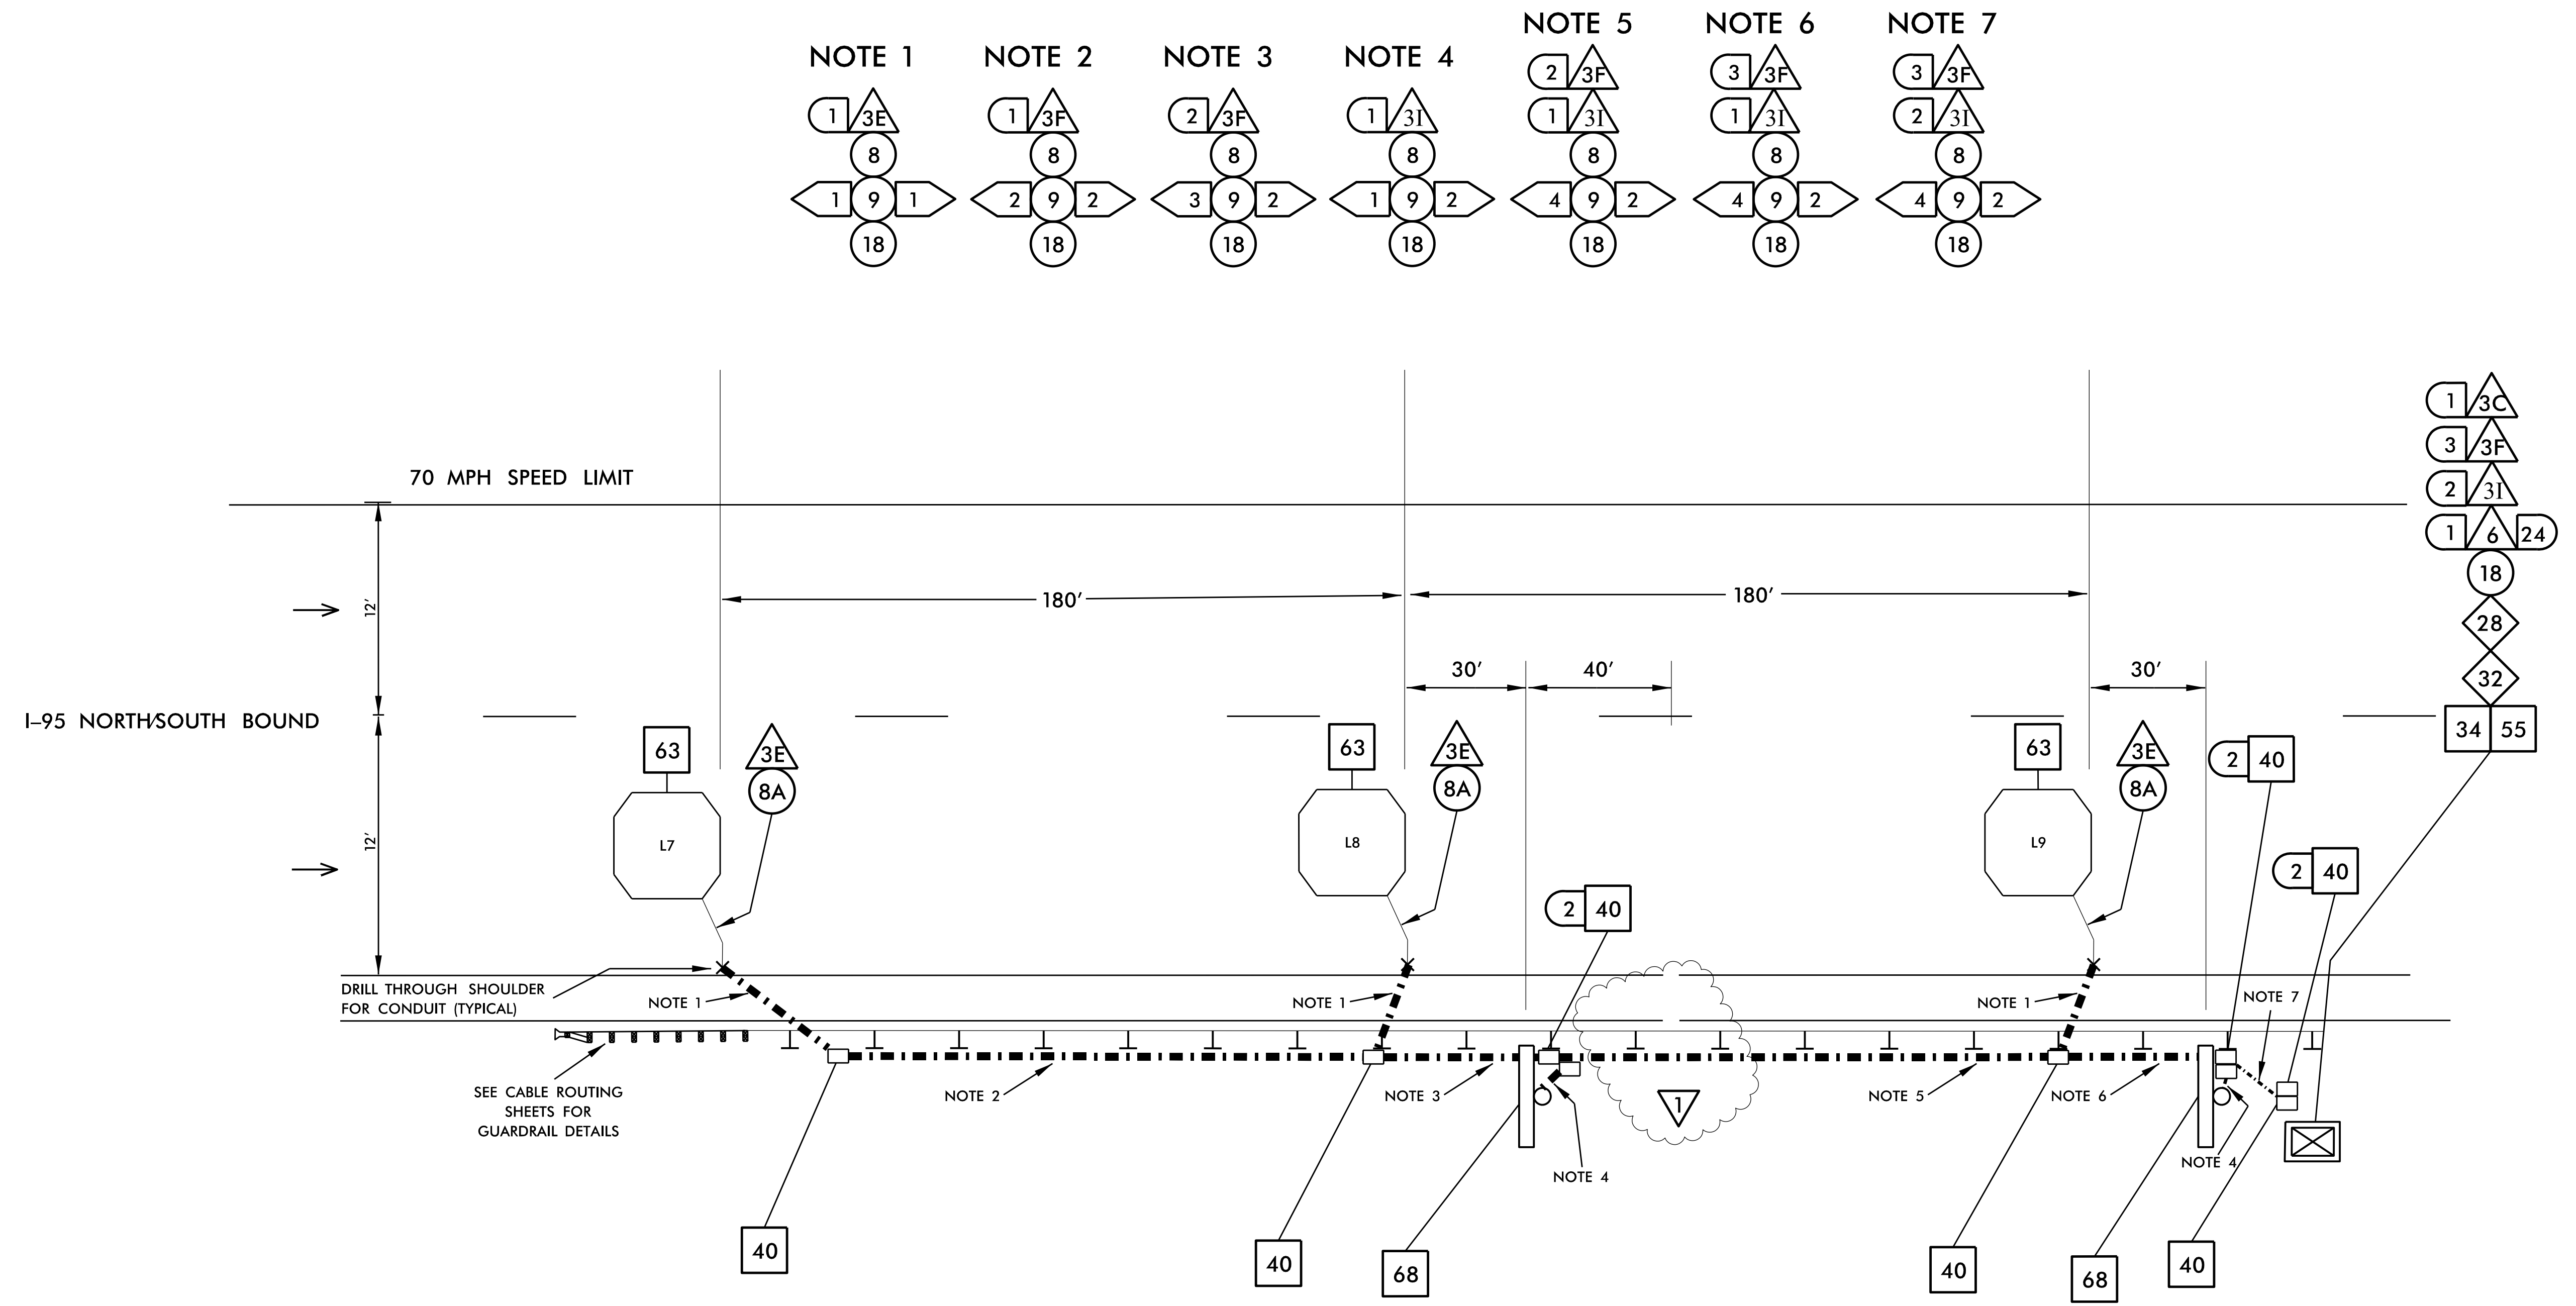 NOTE 1
1 3E
8
1 9 1
18
NOTE 2
1 3F
8
2 9 2
18
NOTE 3
2 3F
8
3 9 2
18
NOTE 4
1 3I
8
1 9 2
18
NOTE 5
2 3F
1 3I
8
4 9 2
18
NOTE 6
3 3F
1 3I
8
4 9 2
18
NOTE 7
3 3F
2 3I
8
4 9 2
18
1 3C
3 3F
2 3I
1 6 24
18
28
32
34 55
70 MPH SPEED LIMIT
12'
180'
180'
30'
40'
30'
I-95 NORTH/SOUTH BOUND
12'
63
3E
8A
L7
63
3E
8A
L8
63
3E
8A
L9
2 40
2 40
2 40
DRILL THROUGH SHOULDER
FOR CONDUIT (TYPICAL)
NOTE 1
NOTE 1
NOTE 1
NOTE 7
SEE CABLE ROUTING
SHEETS FOR
GUARDRAIL DETAILS
NOTE 2
NOTE 3
1
NOTE 5
NOTE 6
NOTE 4
NOTE 4
40
40
68
40
68
40